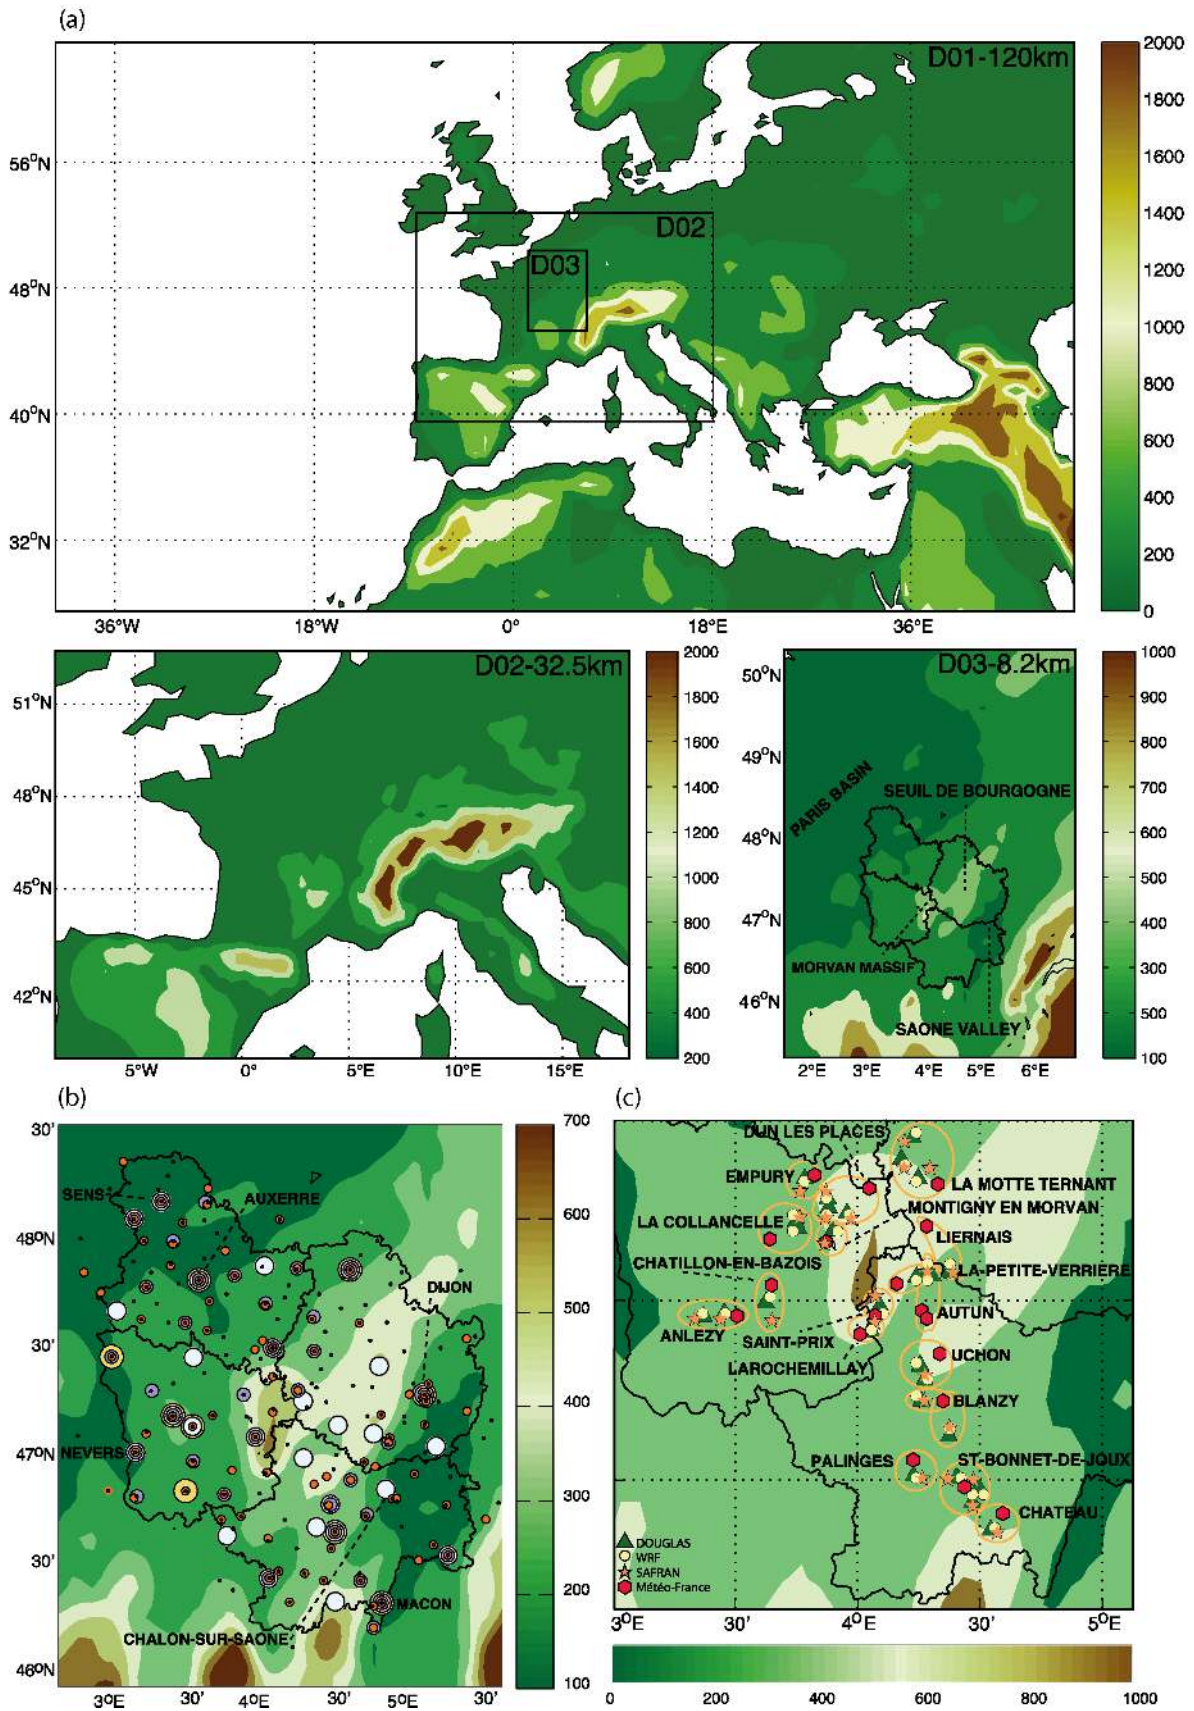 (a)
D01-120km
D02
D03
56°N
48°N
40°N
32°N
36°W
18°W
0°
18°E
36°E
2000
1800
1600
1400
1200
1000
800
600
400
200
0
D02-32.5km
51°N
48°N
45°N
42°N
5°W
0°
5°E
10°E
15°E
2000
1800
1600
1400
1200
1000
800
600
400
200
D03-8.2km
50°N
49°N
48°N
47°N
46°N
PARIS BASIN
SEUIL DE BOURGOGNE
MORVAN MASSIF
SAONE VALLEY
2°E
3°E
4°E
5°E
6°E
1000
900
800
700
600
400
300
500
100
(b)
30'
48°N
30'
47°N
30'
46°N
SENS
AUXERRE
DIJON
NEVERS
MACON
CHALON-SUR-SAONE
3°E
30'
4°E
30'
5°E
30'
700
600
500
400
300
200
100
(c)
DUN LES PLACES
EMPURY
LA MOTTE TERNANT
MONTIGNY EN MORVAN
LA COLLANCELLE
LIERNAIS
CHATILLON-EN-BAZOIS
LA-PETITE-VERRIERE
AUTUN
ANLEZY
SAINT-PRIX
LAROCHEMILLAY
UCHON
BLANZY
PALINGES
ST-BONNET-DE-JOUX
CHATEAU
DOUGLAS
WRF
SAFRAN
Météo-France
3°E
30'
4°E
30'
5°E
0
200
400
600
800
1000